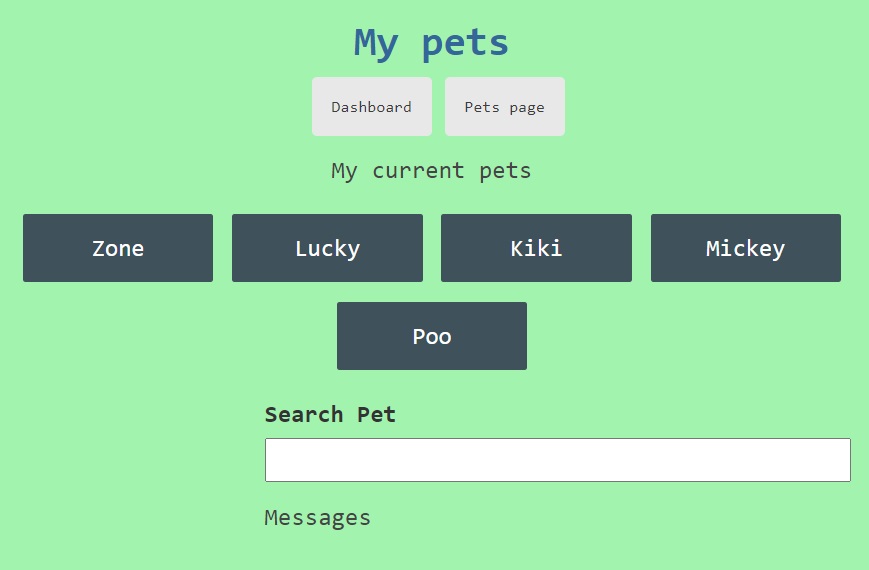 My pets
Dashboard Pets page
My current pets
Zone Lucky Kiki Mickey
Poo
Search Pet
Messages